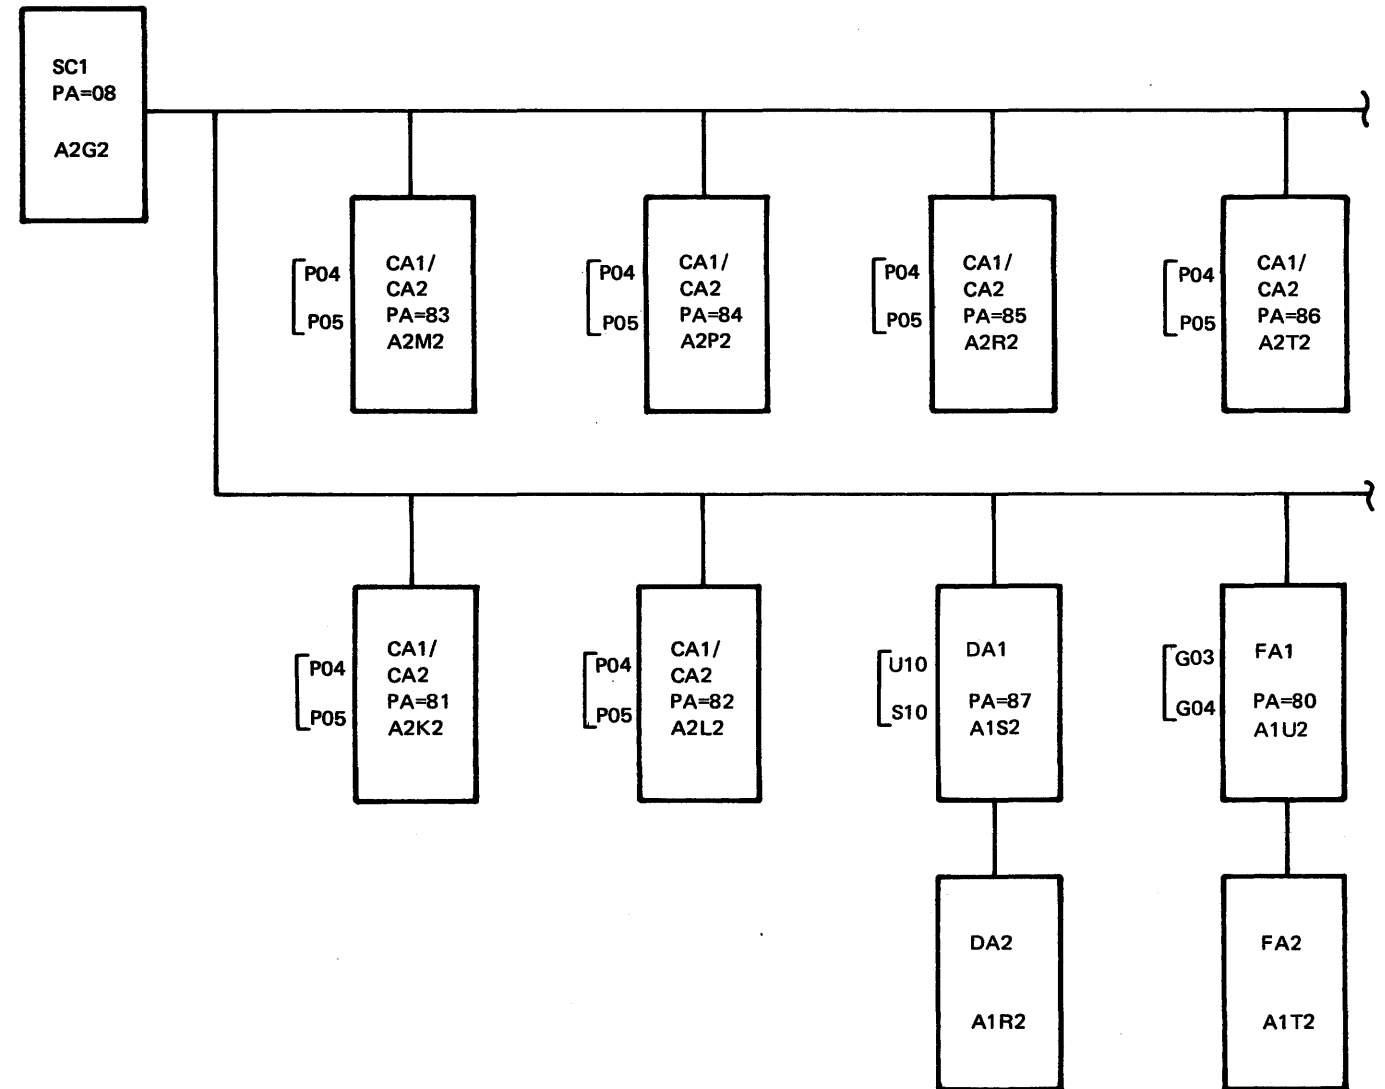 SC1
PA=08
A2G2
P04
P05
CA1/
CA2
PA=83
A2M2
P04
P05
CA1/
CA2
PA=84
A2P2
P04
P05
CA1/
CA2
PA=85
A2R2
P04
P05
CA1/
CA2
PA=86
A2T2
P04
P05
CA1/
CA2
PA=81
A2K2
P04
P05
CA1/
CA2
PA=82
A2L2
U10
S10
DA1
PA=87
A1S2
G03
G04
FA1
PA=80
A1U2
DA2
A1R2
FA2
A1T2